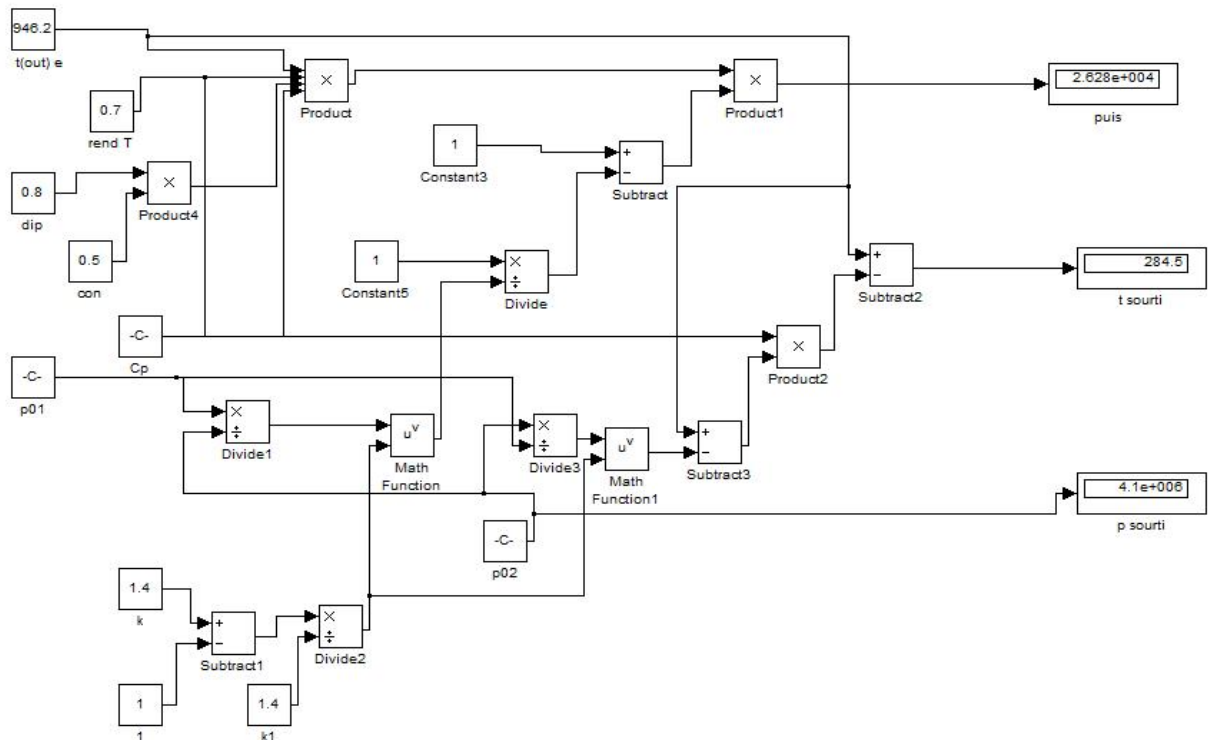 946.2
t(out) e
0.7
rend T
×
Product
×
Product1
2.628e+004
puis
1
Constant3
+
−
Subtract
0.8
dip
×
Product4
0.5
con
1
Constant5
×
÷
Divide
+
−
Subtract2
284.5
t sourti
-C-
Cp
×
Product2
-C-
p01
×
÷
Divide1
uv
Math
Function
×
÷
Divide3
uv
Math
Function1
+
−
Subtract3
4.1e+006
p sourti
-C-
p02
1.4
k
+
−
Subtract1
×
÷
Divide2
1
1
1.4
k1